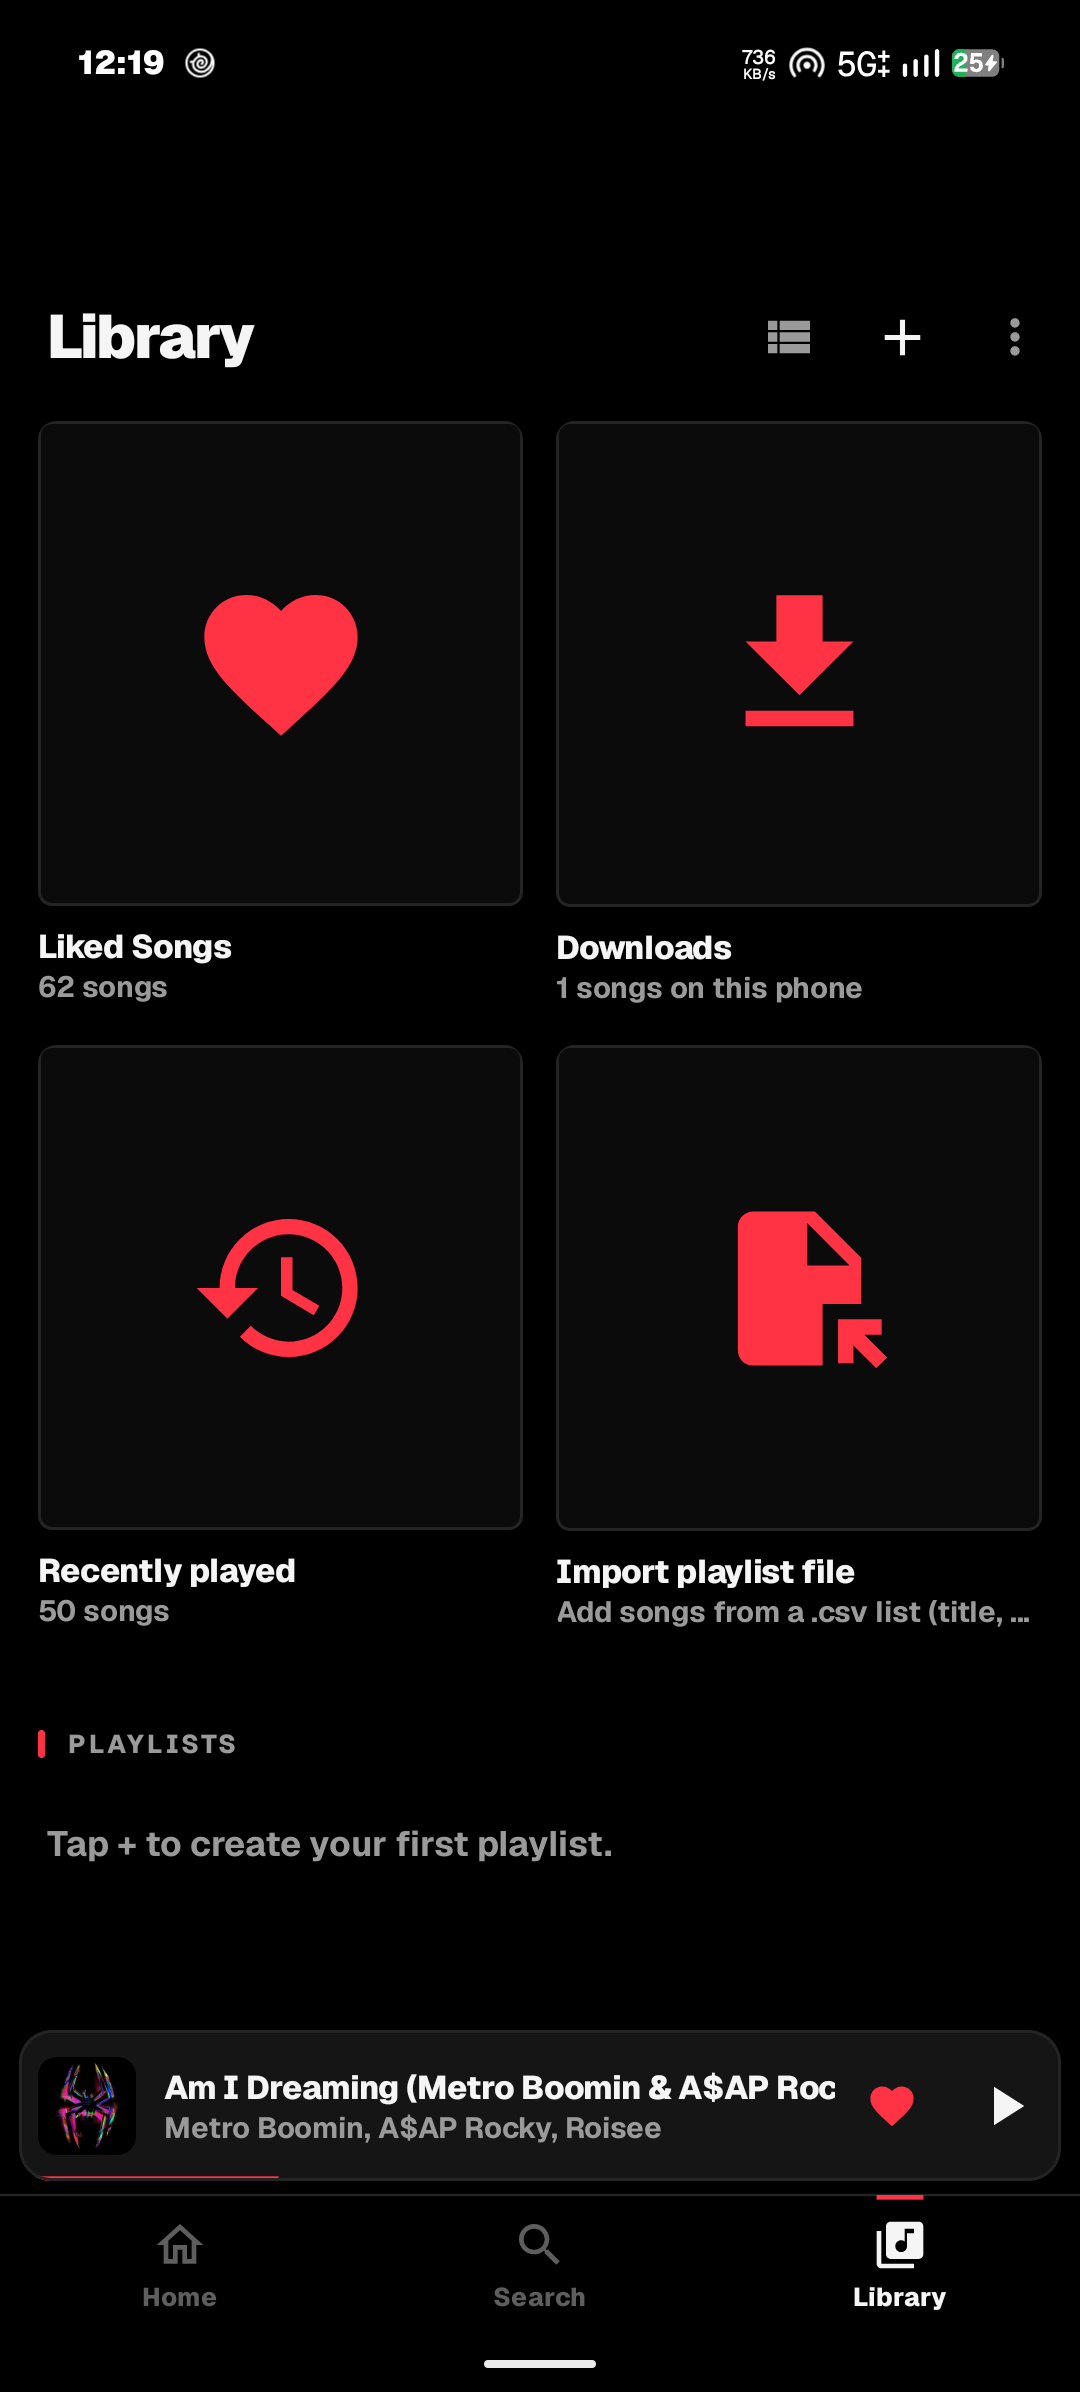 12:19
736
KB/s
5G
25
Library
Liked Songs
62 songs
Downloads
1 songs on this phone
Recently played
50 songs
Import playlist file
Add songs from a .csv list (title, ...
PLAYLISTS
Tap + to create your first playlist.
Am I Dreaming (Metro Boomin & A$AP Roc
Metro Boomin, A$AP Rocky, Roisee
Home
Search
Library